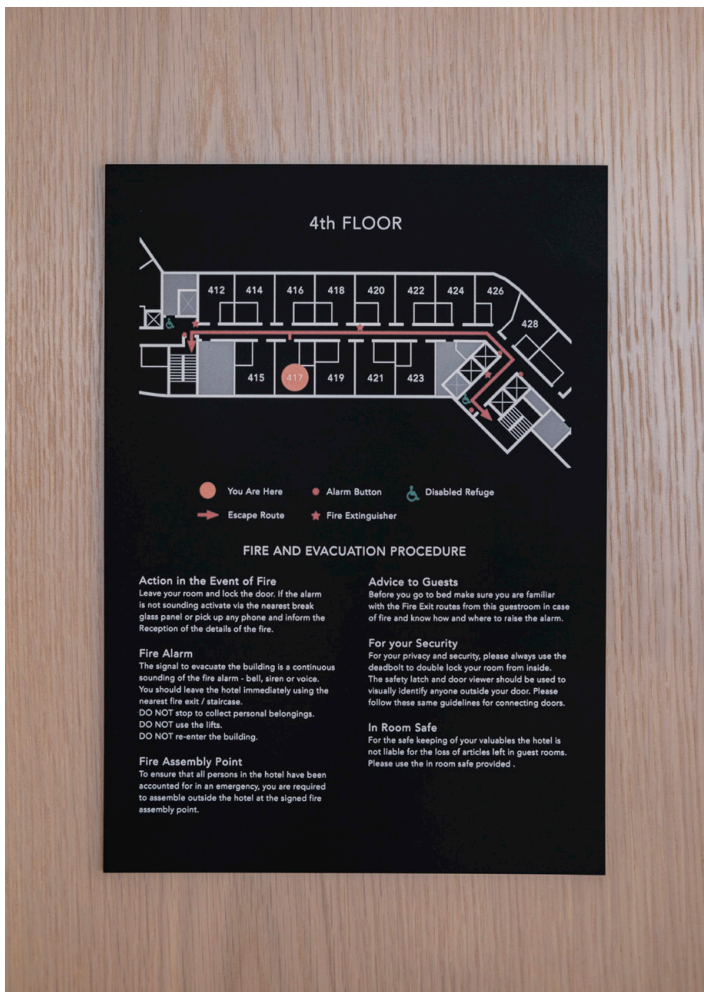 4th FLOOR
412 414 416 418 420 422 424 426
428
415 417 419 421 423
You Are Here
Alarm Button
Disabled Refuge
Escape Route
Fire Extinguisher
FIRE AND EVACUATION PROCEDURE
Action in the Event of Fire
Leave your room and lock the door. If the alarm
is not sounding activate via the nearest break
glass panel or pick up any phone and inform the
Reception of the details of the fire.
Fire Alarm
The signal to evacuate the building is a continuous
sounding of the fire alarm - bell, siren or voice.
You should leave the hotel immediately using the
nearest fire exit / staircase.
DO NOT stop to collect personal belongings.
DO NOT use the lifts.
DO NOT re-enter the building.
Fire Assembly Point
To ensure that all persons in the hotel have been
accounted for in an emergency, you are required
to assemble outside the hotel at the signed fire
assembly point.
Advice to Guests
Before you go to bed make sure you are familiar
with the Fire Exit routes from this guestroom in case
of fire and know how and where to raise the alarm.
For your Security
For your privacy and security, please always use the
deadbolt to double lock your room from inside.
The safety latch and door viewer should be used to
visually identify anyone outside your door. Please
follow these same guidelines for connecting doors.
In Room Safe
For the safe keeping of your valuables the hotel is
not liable for the loss of articles left in guest rooms.
Please use the in room safe provided .